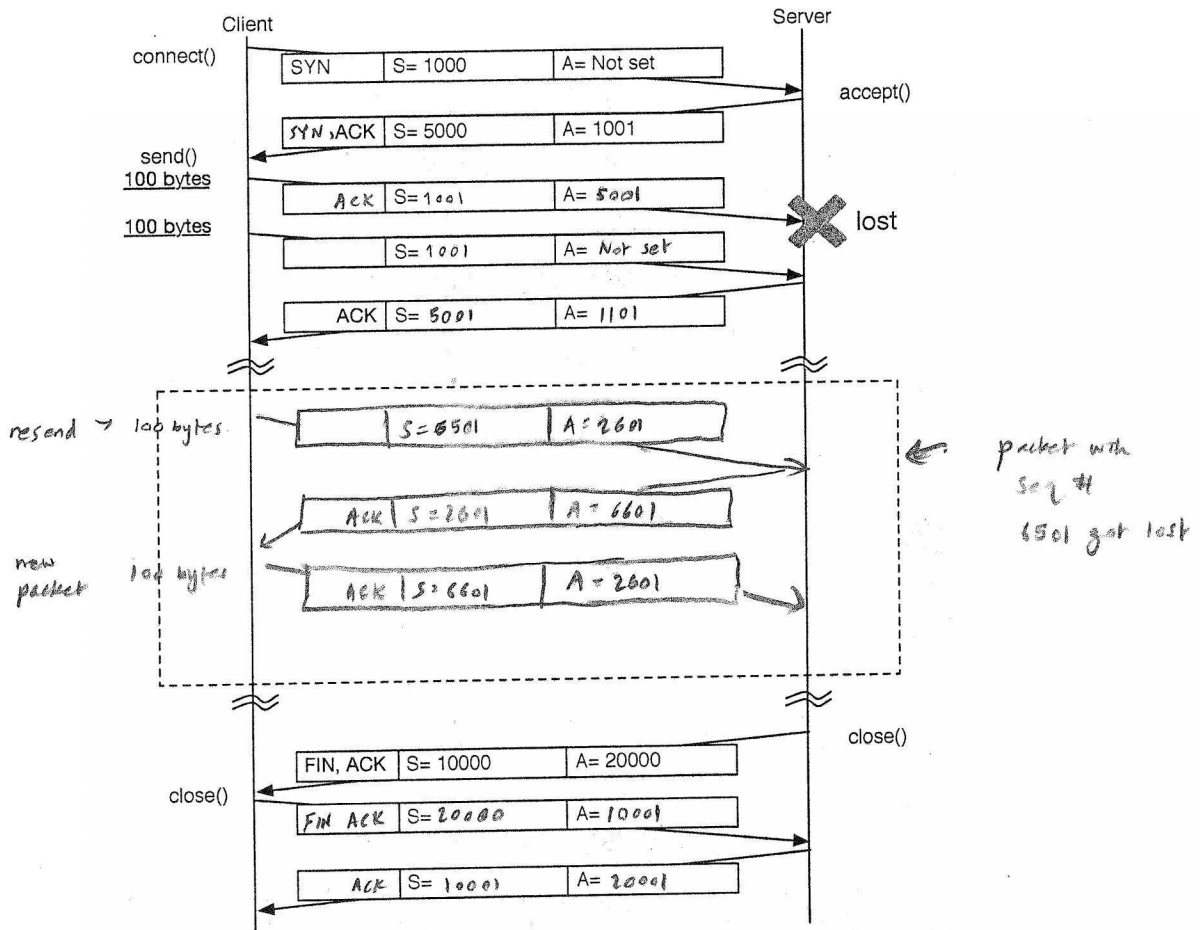 Client
Server
connect()
SYN S= 1000 A= Not set
accept()
SYN, ACK S= 5000 A= 1001
send()
100 bytes
ACK S= 1001 A= 5001
lost
100 bytes
S= 1001 A= Not set
ACK S= 5001 A= 1101
resend → 100 bytes S= 6501 A= 2601
packet with
seq #
6501 got lost
ACK S= 2601 A= 6601
new
packet 100 bytes
ACK S= 6601 A= 2601
close()
FIN, ACK S= 10000 A= 20000
close()
FIN ACK S= 20000 A= 10001
ACK S= 10001 A= 20001